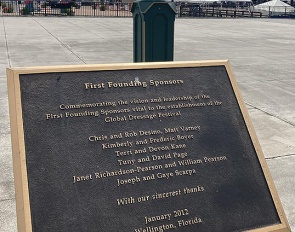 First Founding Sponsors
Commemorating the vision and leadership of the
First Founding Sponsors vital to the establishment of the
Global Dressage Festival
Chris and Rob Desino, Matt Varney
Kimberly and Frederic Boyer
Terri and Devon Kane
Tuny and David Page
Janet Richardson-Pearson and William Pearson
Joseph and Gaye Scarpa
With our sincerest thanks
January 2012
Wellington, Florida